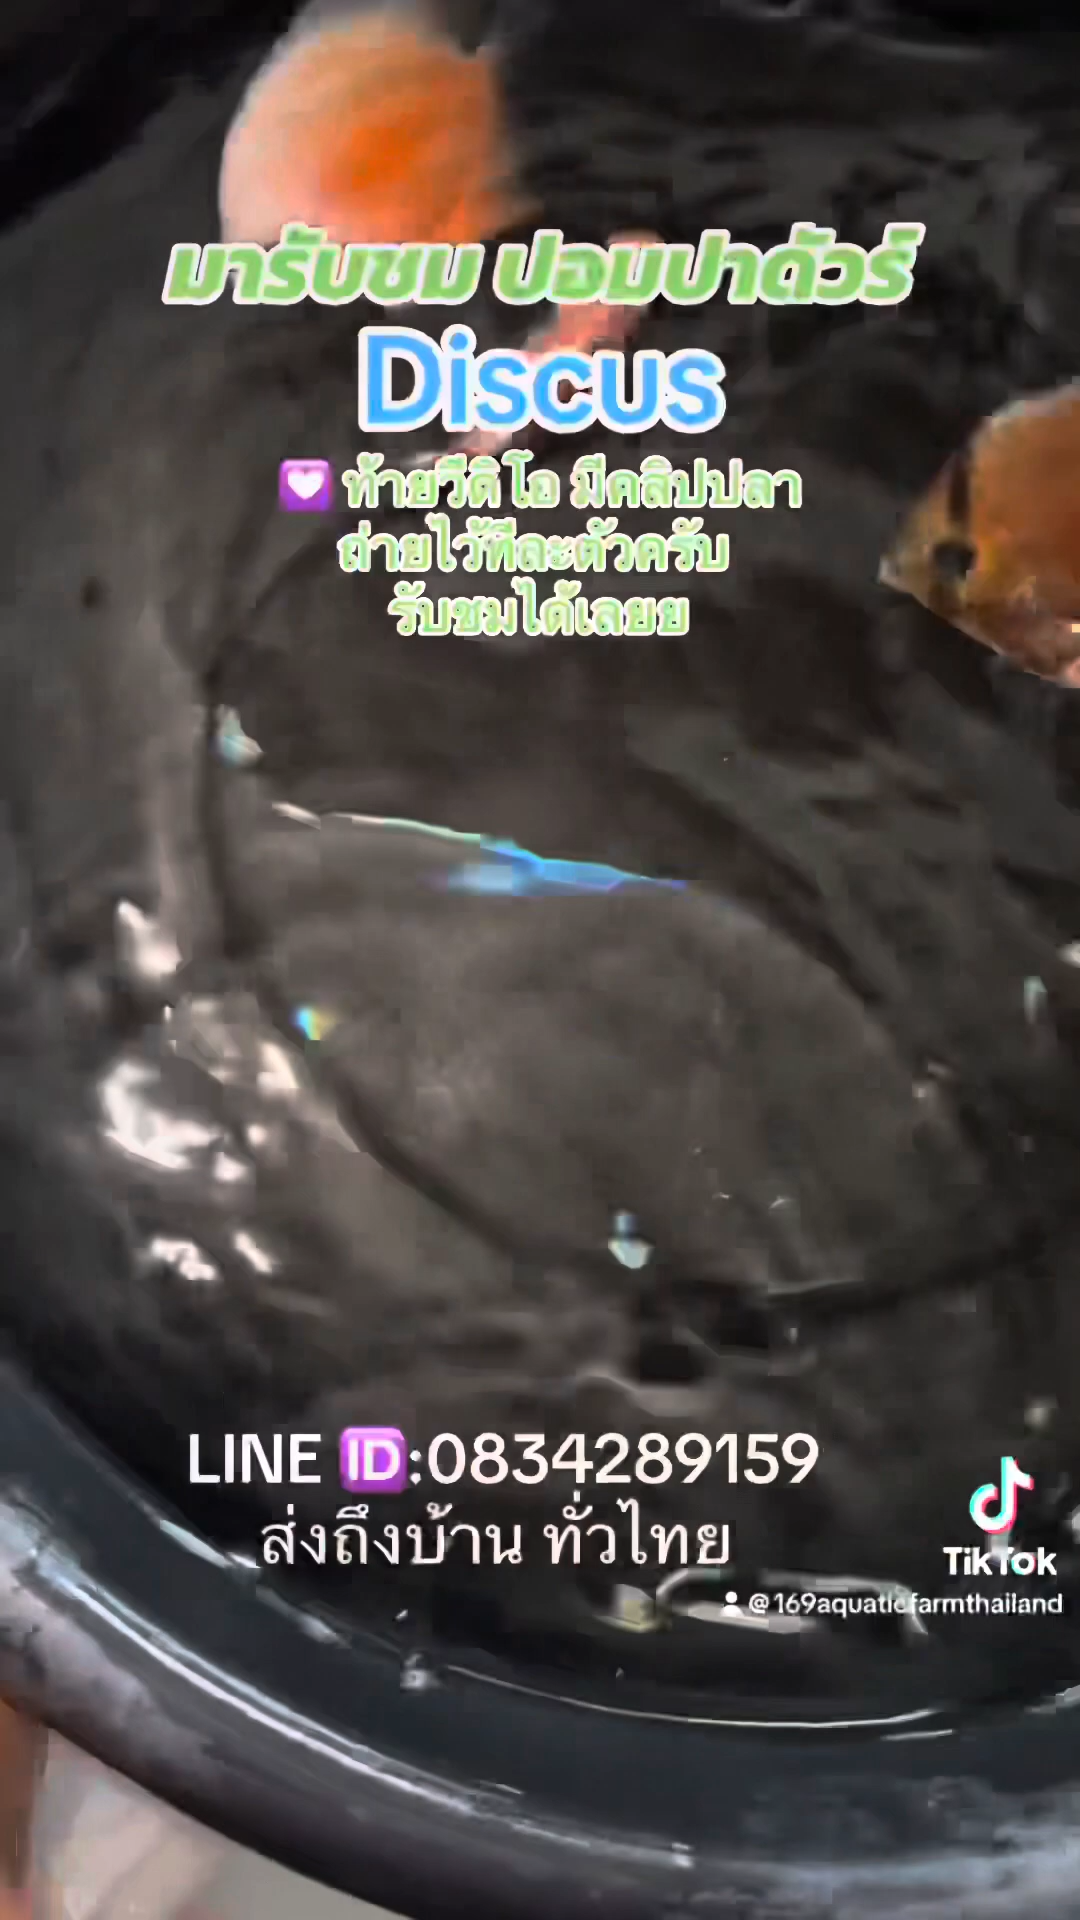 มารับชม ปอมปาดัวร์
Discus
💟 ท้ายวีดิโอ มีคลิปปลา
ถ่ายไว้ทีละตัวครับ
รับชมได้เลยย
LINE 🆔:0834289159
ส่งถึงบ้าน ทั่วไทย
TikTok
@169aquaticfarmthailand